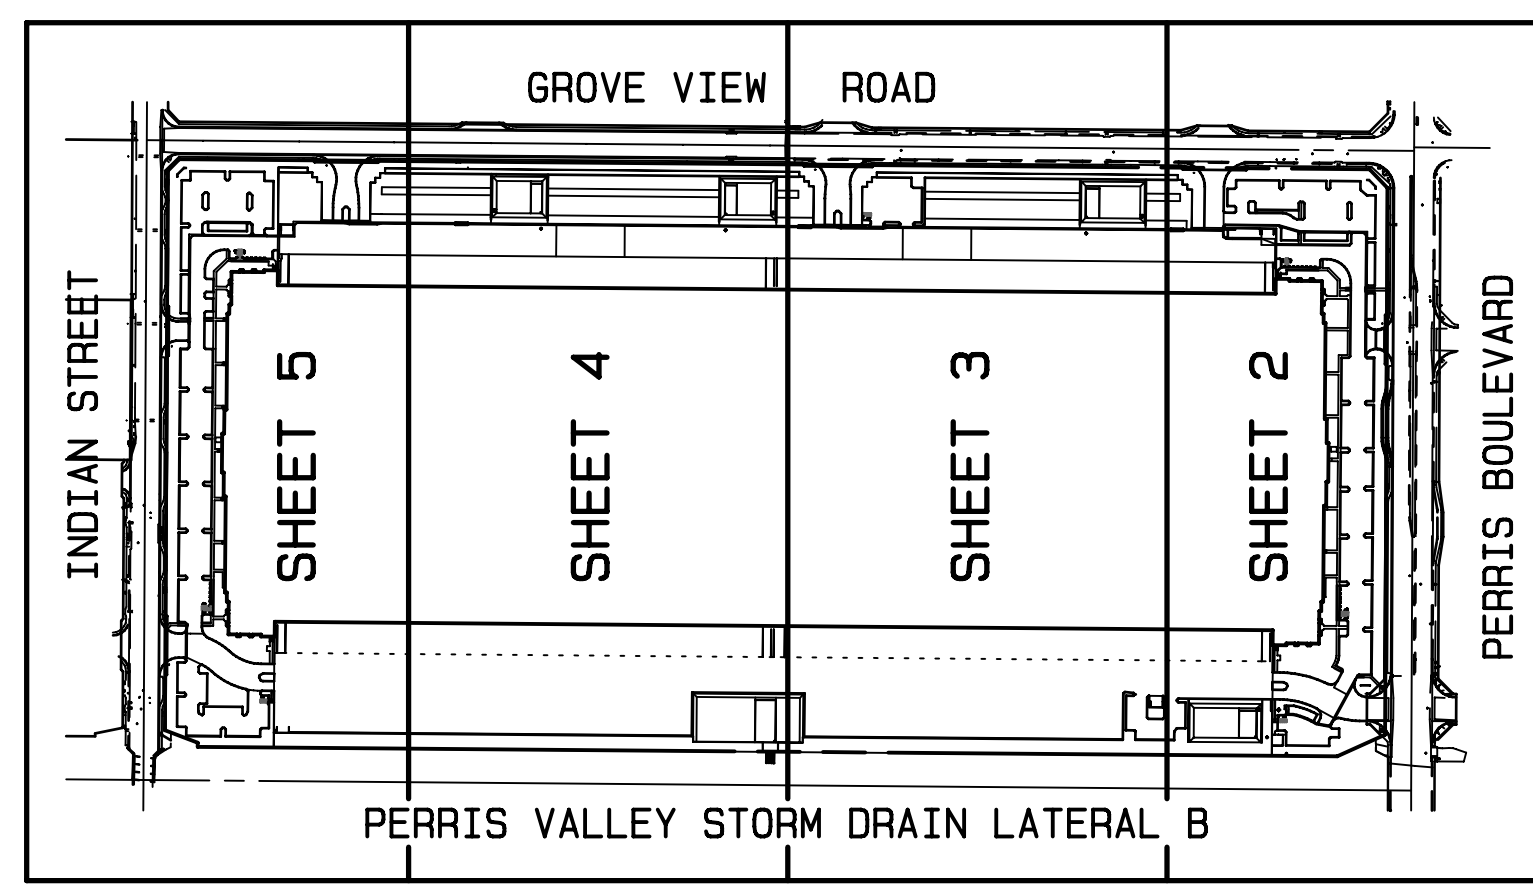 GROVE VIEW ROAD
INDIAN STREET
SHEET 5
SHEET 4
SHEET 3
SHEET 2
PERRIS BOULEVARD
PERRIS VALLEY STORM DRAIN LATERAL B